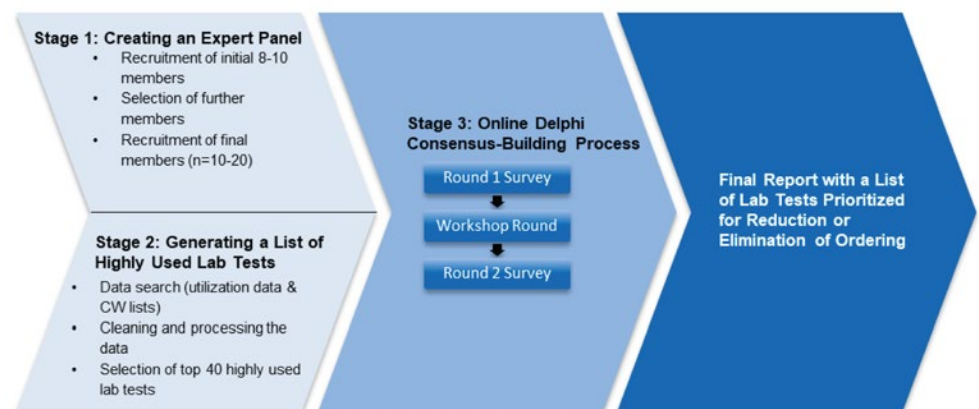 Stage 1: Creating an Expert Panel
• Recruitment of initial 8-10
members
• Selection of further
members
• Recruitment of final
members (n=10-20)
Stage 2: Generating a List of
Highly Used Lab Tests
• Data search (utilization data &
CW lists)
• Cleaning and processing the
data
• Selection of top 40 highly used
lab tests
Stage 3: Online Delphi
Consensus-Building Process
Round 1 Survey
Workshop Round
Round 2 Survey
Final Report with a List
of Lab Tests Prioritized
for Reduction or
Elimination of Ordering